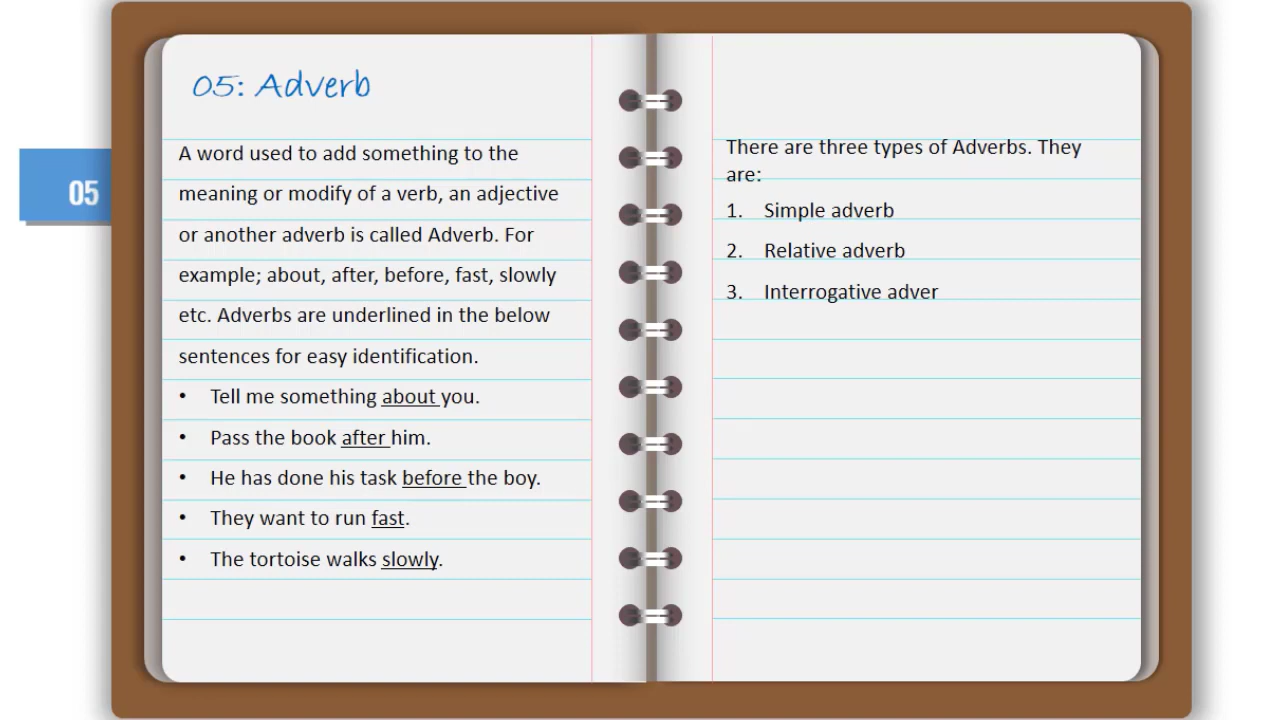 05: Adverb
05
A word used to add something to the
meaning or modify of a verb, an adjective
or another adverb is called Adverb. For
example; about, after, before, fast, slowly
etc. Adverbs are underlined in the below
sentences for easy identification.
• Tell me something about you.
• Pass the book after him.
• He has done his task before the boy.
• They want to run fast.
• The tortoise walks slowly.
There are three types of Adverbs. They
are:
1. Simple adverb
2. Relative adverb
3. Interrogative adver